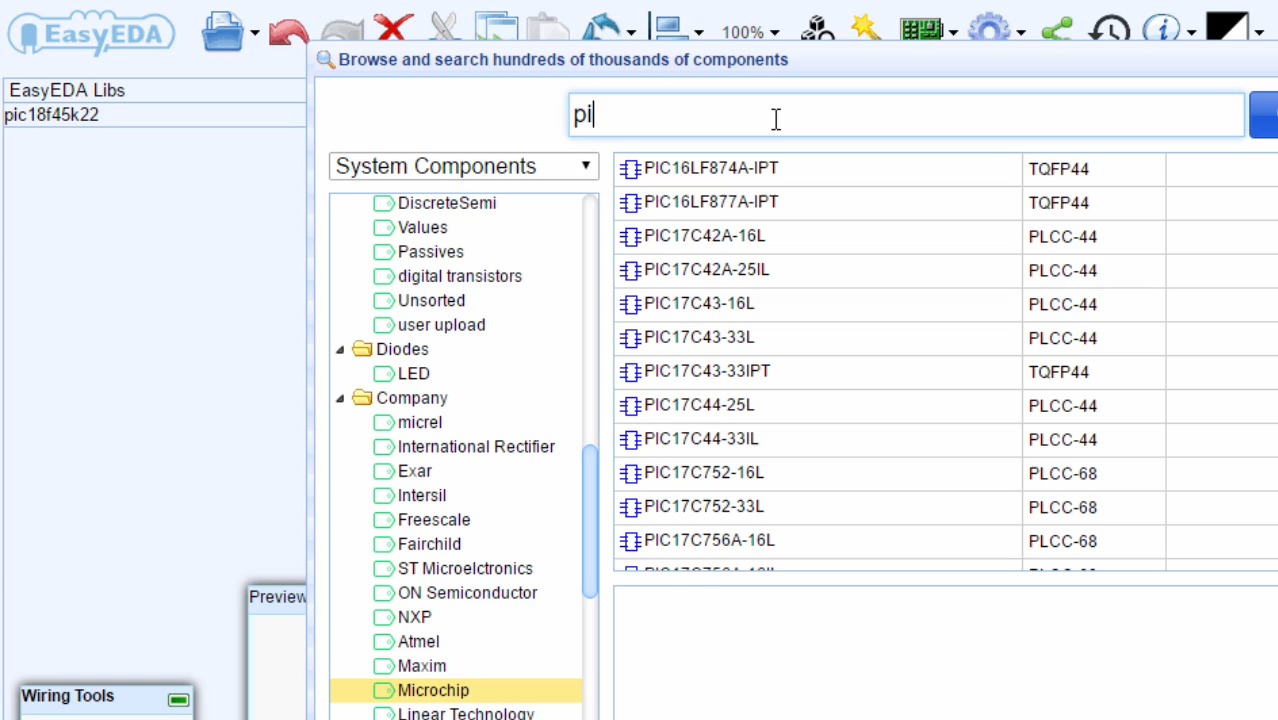 EasyEDA
100%
Browse and search hundreds of thousands of components
EasyEDA Libs
pic18f45k22
pi
System Components
DiscreteSemi
Values
Passives
digital transistors
Unsorted
user upload
Diodes
LED
Company
micrel
International Rectifier
Exar
Intersil
Freescale
Fairchild
ST Microelctronics
ON Semiconductor
NXP
Atmel
Maxim
Microchip
Linear Technology
PIC16LF874A-IPT TQFP44
PIC16LF877A-IPT TQFP44
PIC17C42A-16L PLCC-44
PIC17C42A-25IL PLCC-44
PIC17C43-16L PLCC-44
PIC17C43-33L PLCC-44
PIC17C43-33IPT TQFP44
PIC17C44-25L PLCC-44
PIC17C44-33IL PLCC-44
PIC17C752-16L PLCC-68
PIC17C752-33L PLCC-68
PIC17C756A-16L PLCC-68
Preview
Wiring Tools